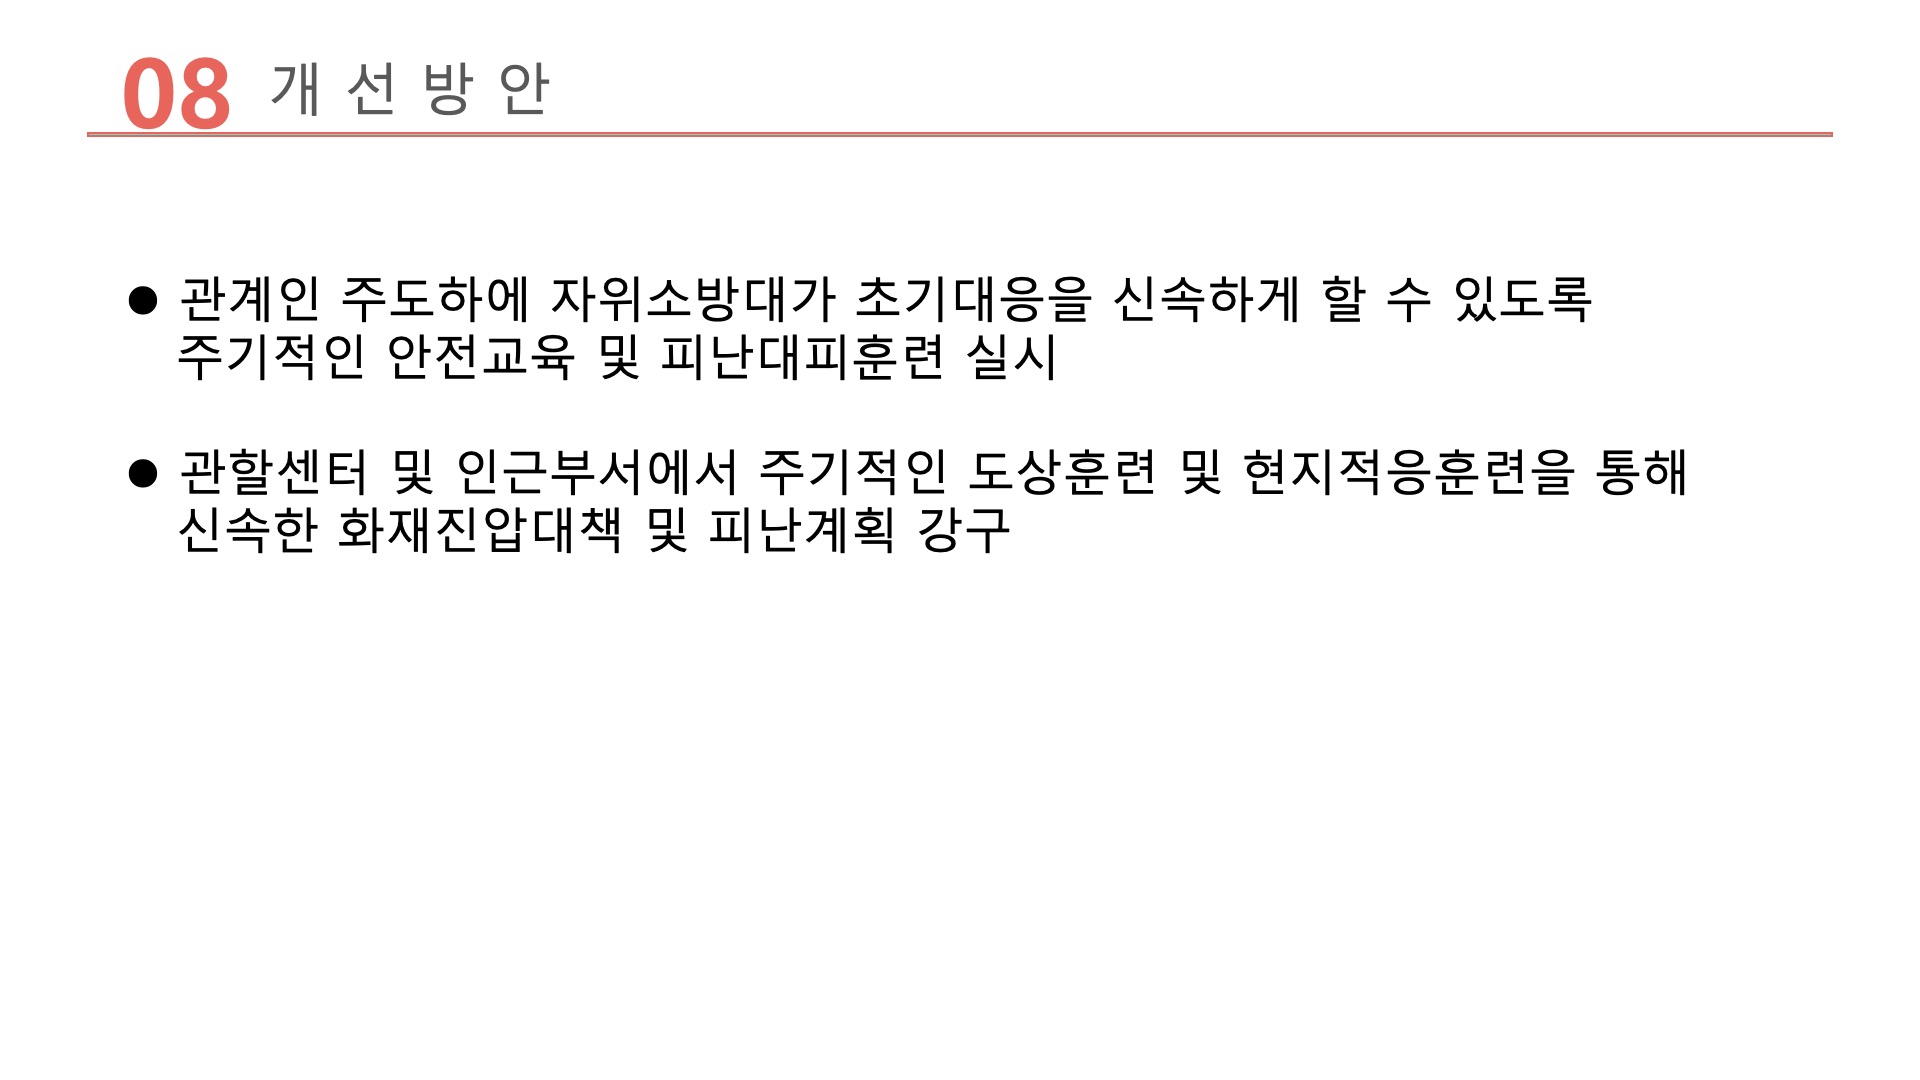 08 개선방안
● 관계인 주도하에 자위소방대가 초기대응을 신속하게 할 수 있도록
주기적인 안전교육 및 피난대피훈련 실시
● 관할센터 및 인근부서에서 주기적인 도상훈련 및 현지적응훈련을 통해
신속한 화재진압대책 및 피난계획 강구